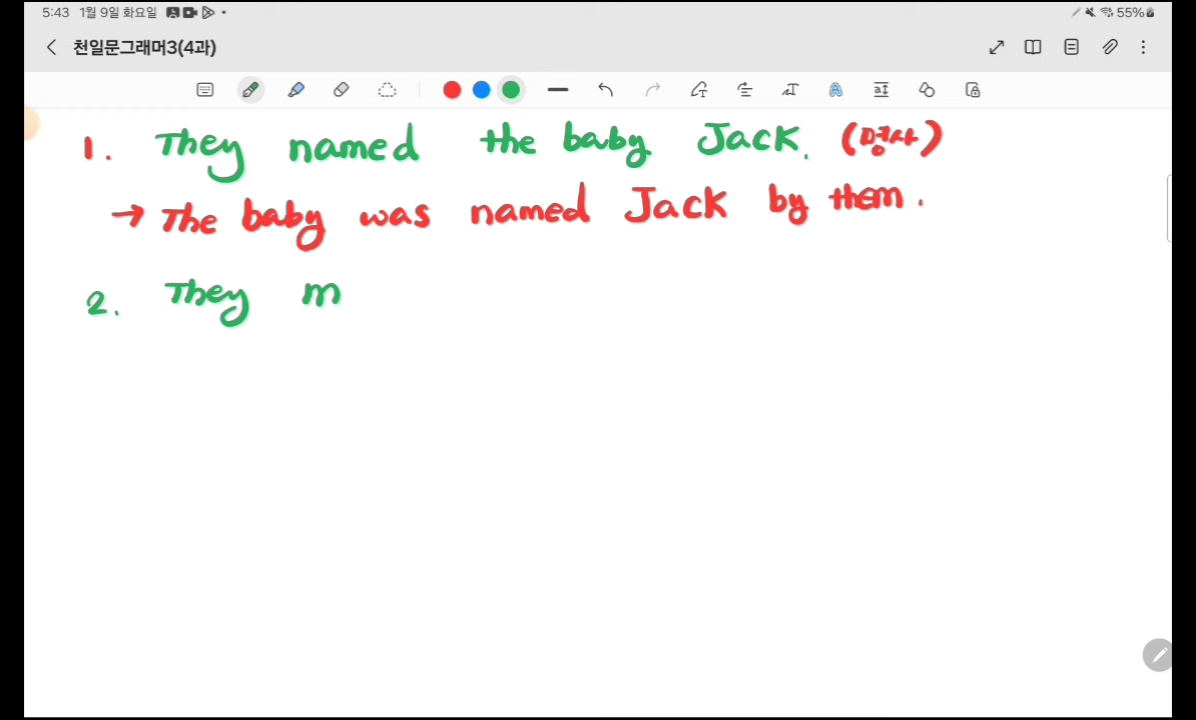 5:43 1월 9일 화요일
55%
천일문그래머3(4과)
1. They named the baby Jack. (명사)
→ The baby was named Jack by them.
2. They m